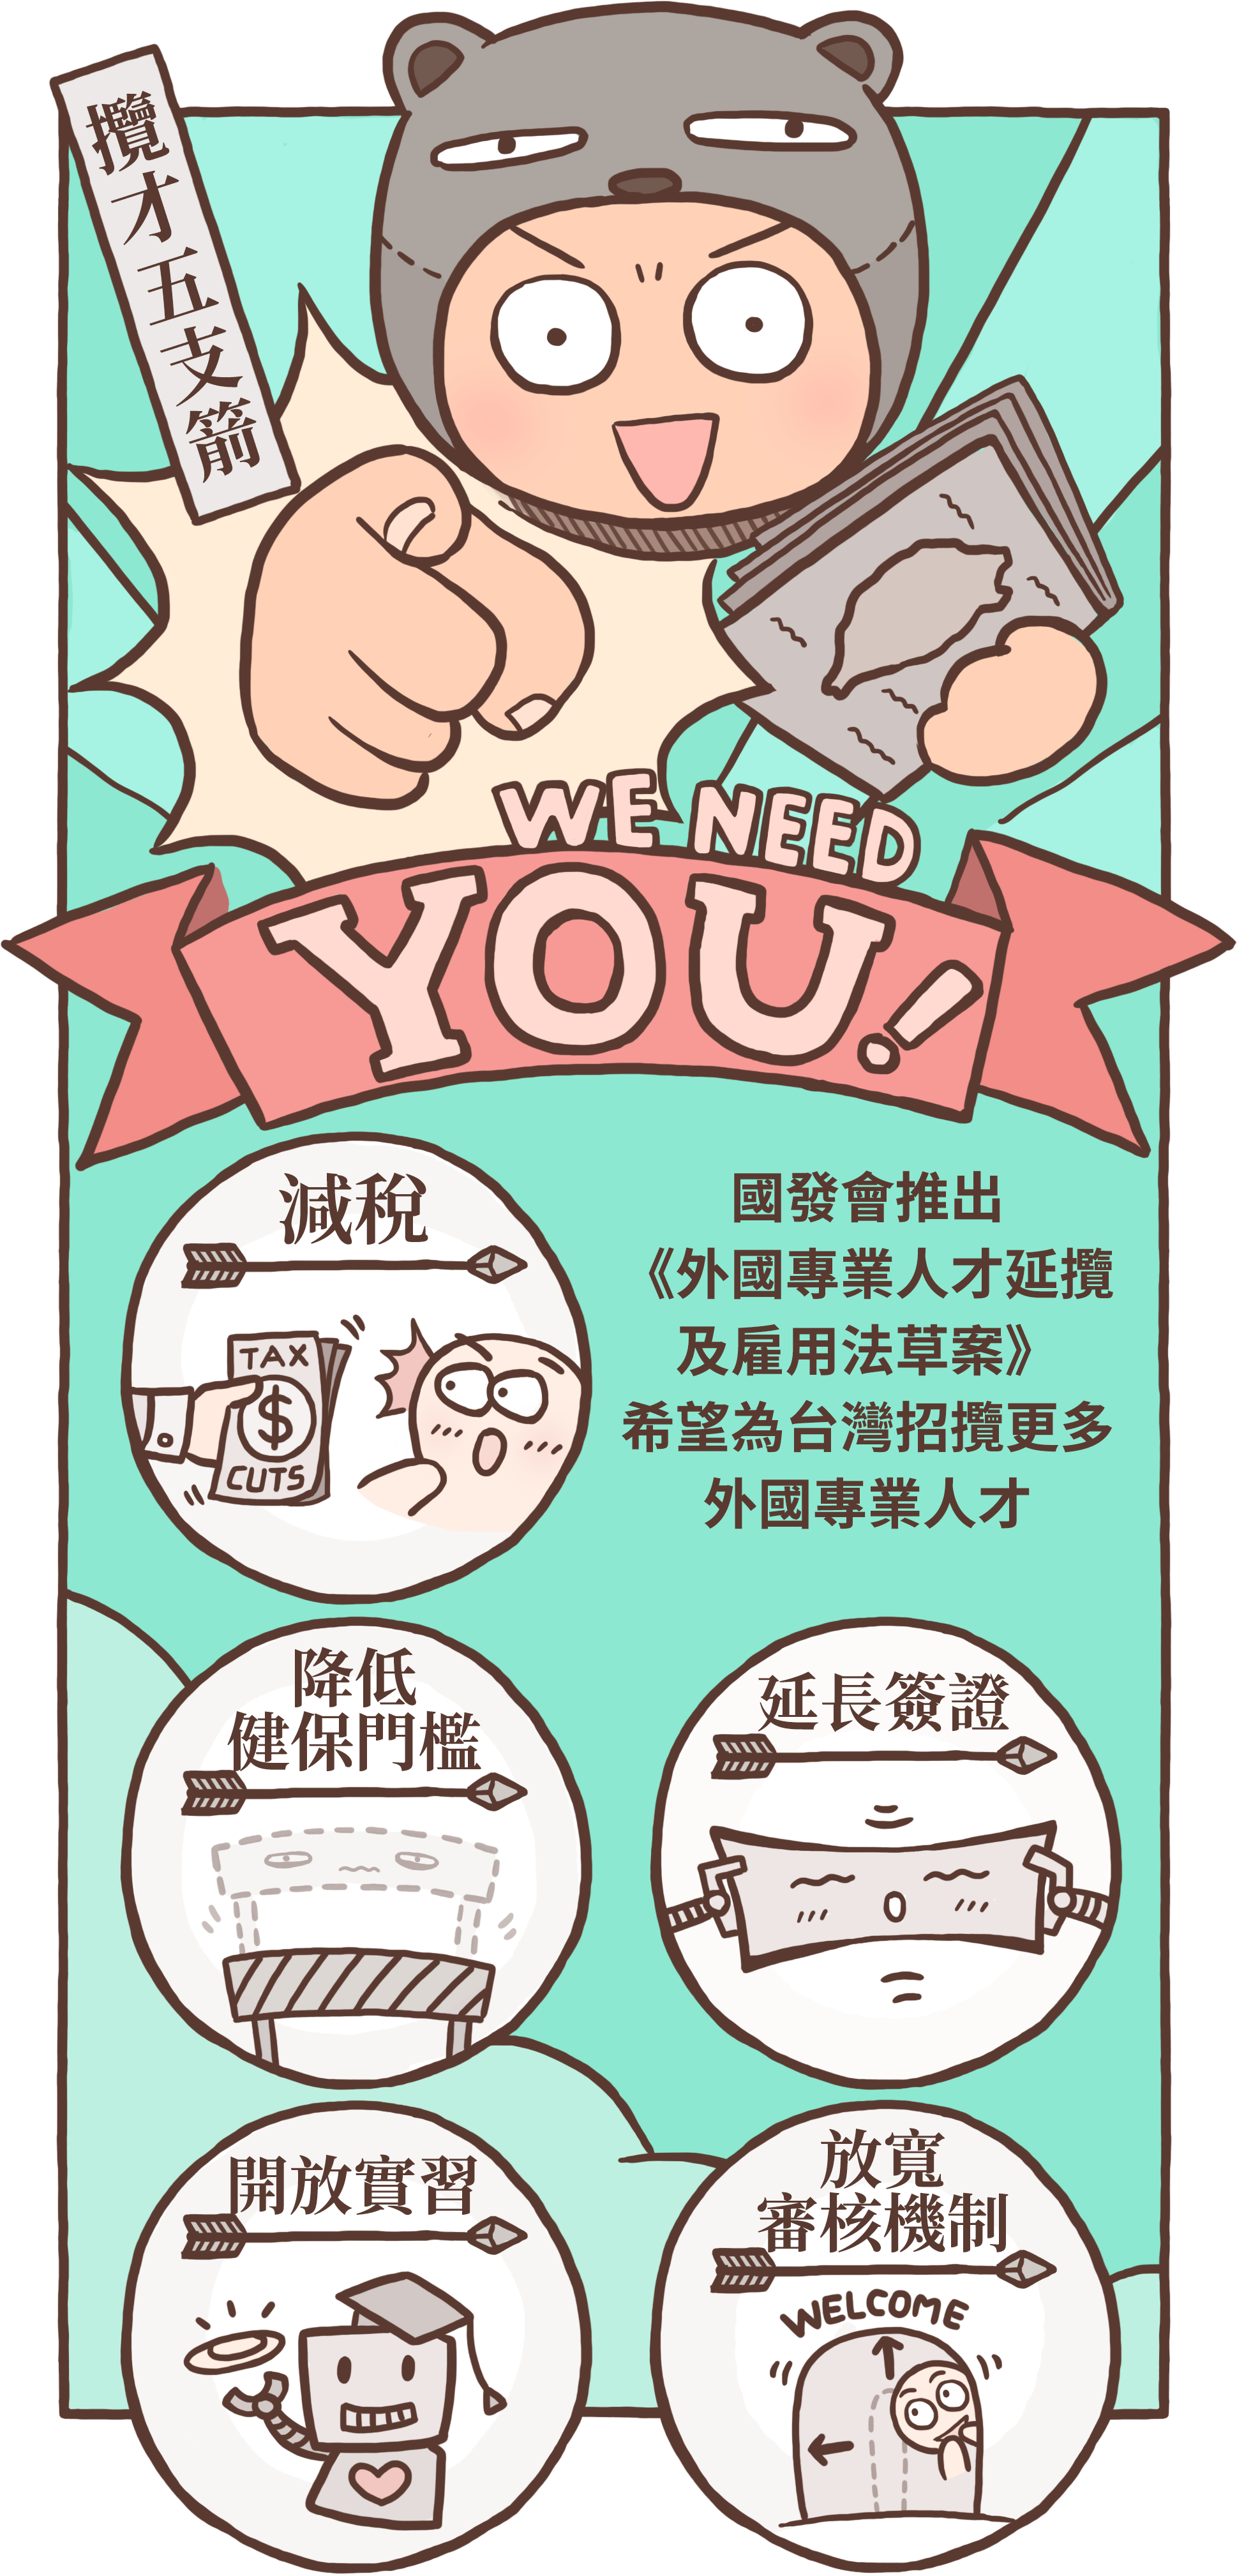 攬才五支箭
WE NEED
YOU!
減稅
TAX
$
CUTS
國發會推出
《外國專業人才延攬
及雇用法草案》
希望為台灣招攬更多
外國專業人才
降低
健保門檻
延長簽證
開放實習
放寬
審核機制
WELCOME